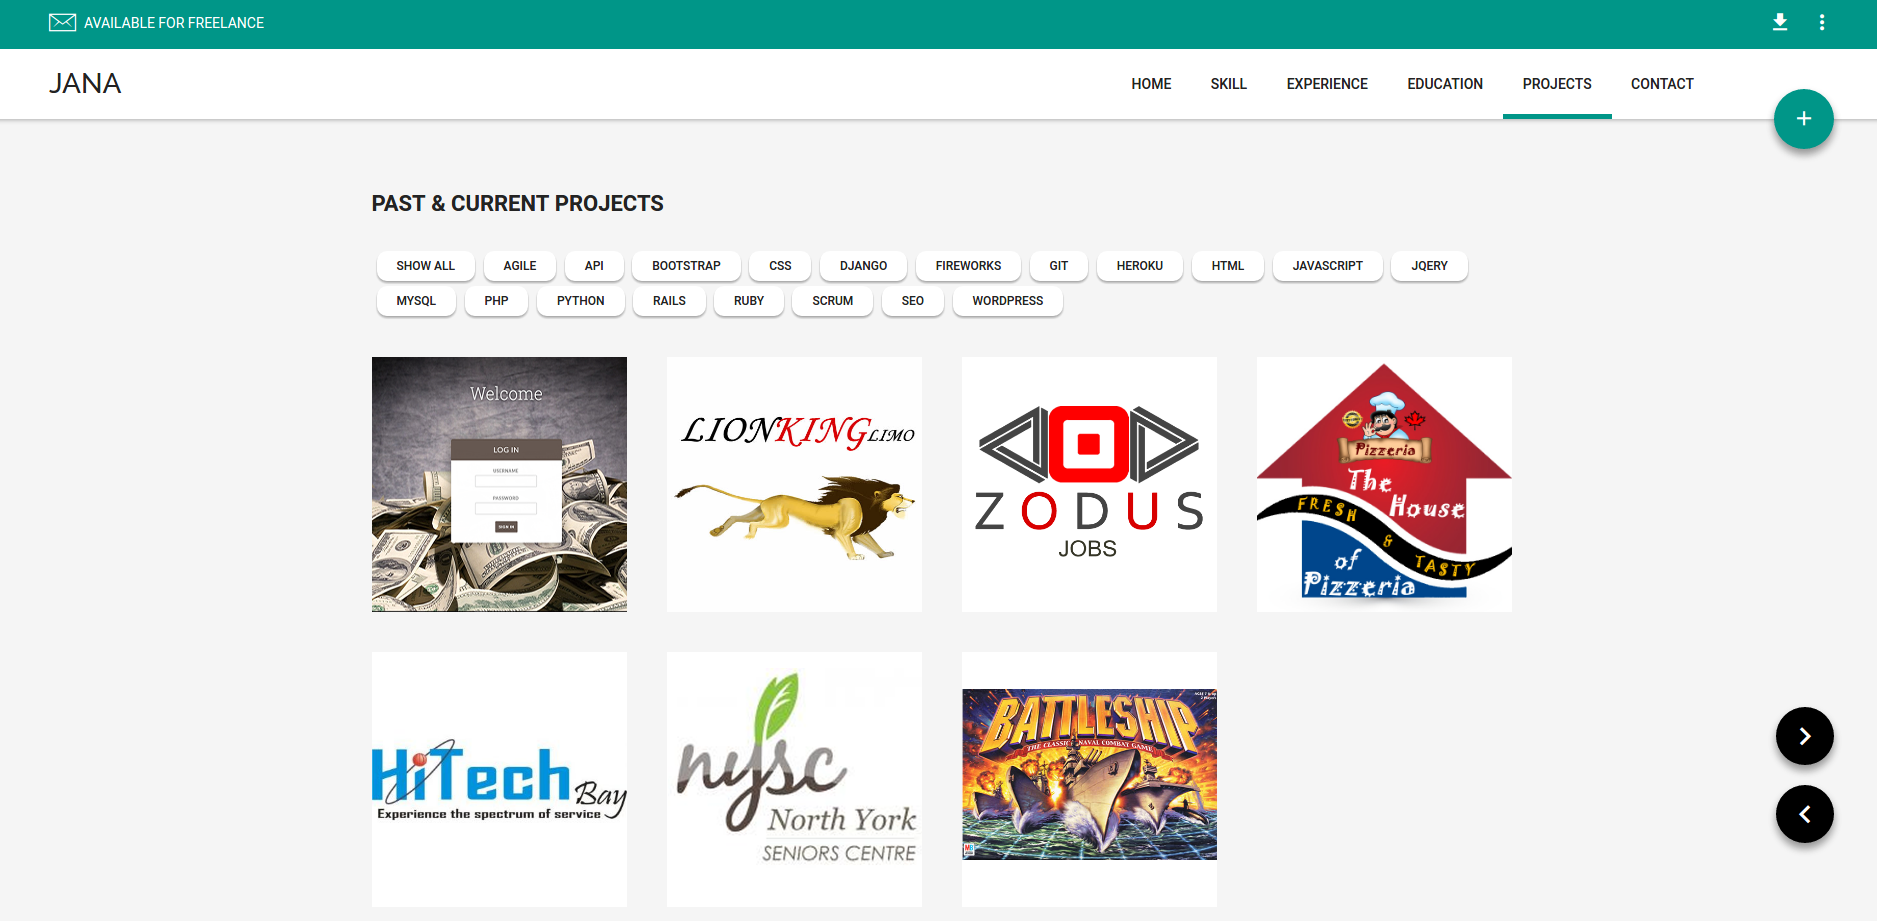 AVAILABLE FOR FREELANCE
JANA
HOME SKILL EXPERIENCE EDUCATION PROJECTS CONTACT
PAST & CURRENT PROJECTS
SHOW ALL AGILE API BOOTSTRAP CSS DJANGO FIREWORKS GIT HEROKU HTML JAVASCRIPT JQERY
MYSQL PHP PYTHON RAILS RUBY SCRUM SEO WORDPRESS
Welcome
LOG IN
USERNAME
PASSWORD
SIGN IN
LIONKING LIMO
ZODUS
JOBS
Pizzeria
The
House
FRESH & TASTY
of
Pizzeria
HiTech Bay
Experience the spectrum of service
nysc
North York
SENIORS CENTRE
BATTLESHIP
THE CLASSIC NAVAL COMBAT GAME